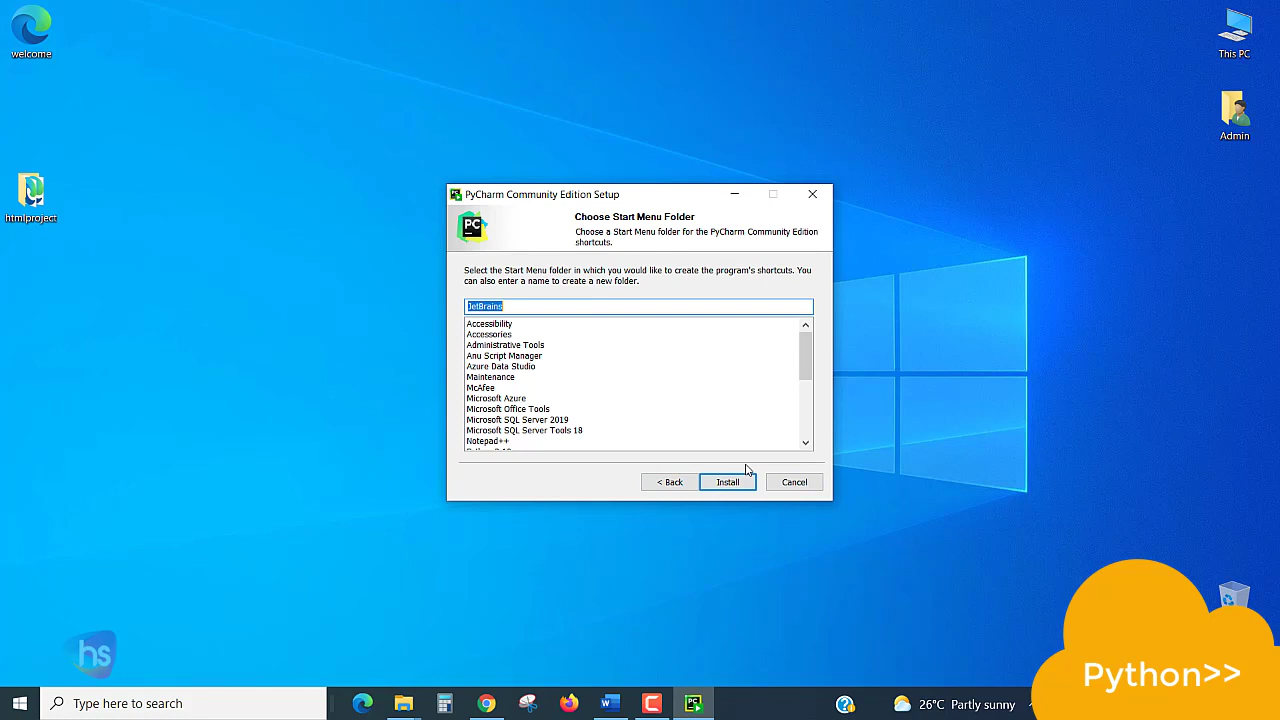 welcome
This PC
Admin
htmlproject
PyCharm Community Edition Setup
PC
Choose Start Menu Folder
Choose a Start Menu folder for the PyCharm Community Edition
shortcuts.
Select the Start Menu folder in which you would like to create the program's shortcuts. You
can also enter a name to create a new folder.
JetBrains
Accessibility
Accessories
Administrative Tools
Anu Script Manager
Azure Data Studio
Maintenance
McAfee
Microsoft Azure
Microsoft Office Tools
Microsoft SQL Server 2019
Microsoft SQL Server Tools 18
Notepad++
< Back
Install
Cancel
hs
Python>>
Type here to search
26°C Partly sunny